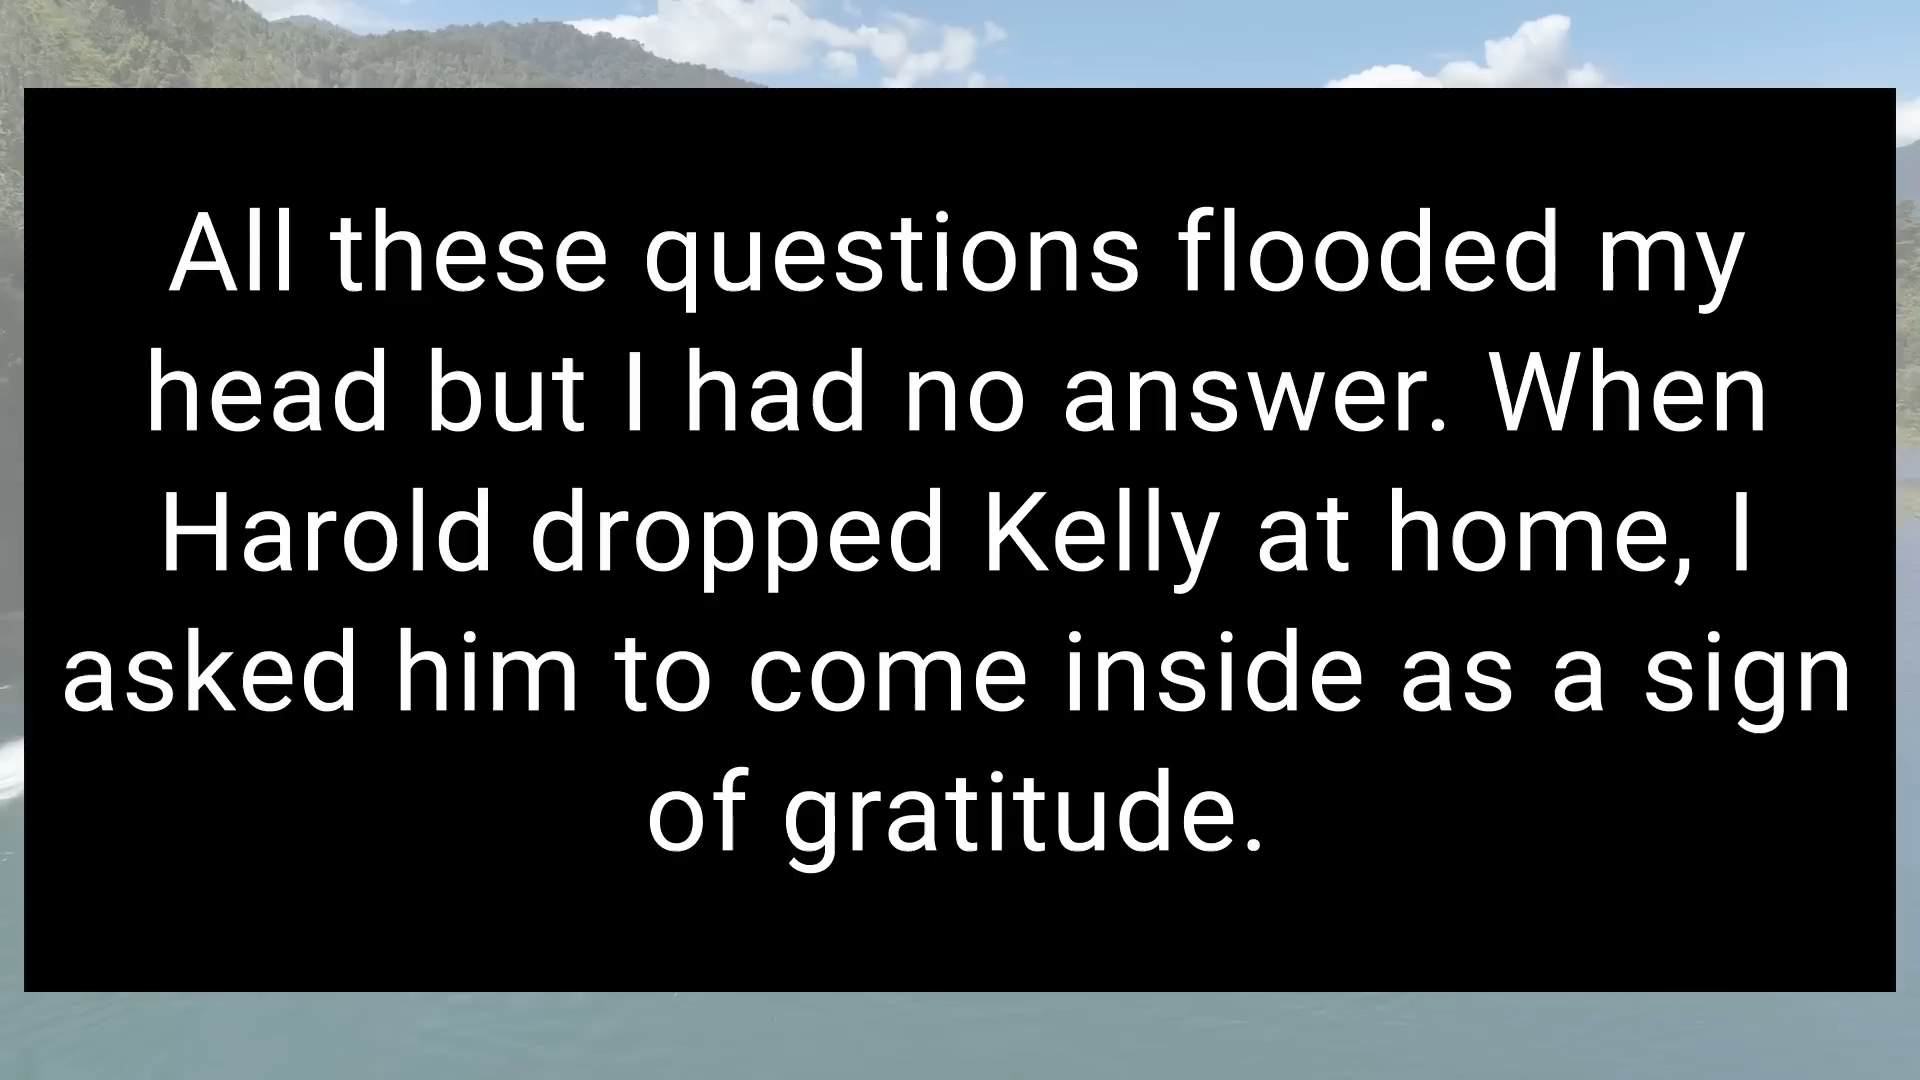 All these questions flooded my
head but I had no answer. When
Harold dropped Kelly at home, I
asked him to come inside as a sign
of gratitude.